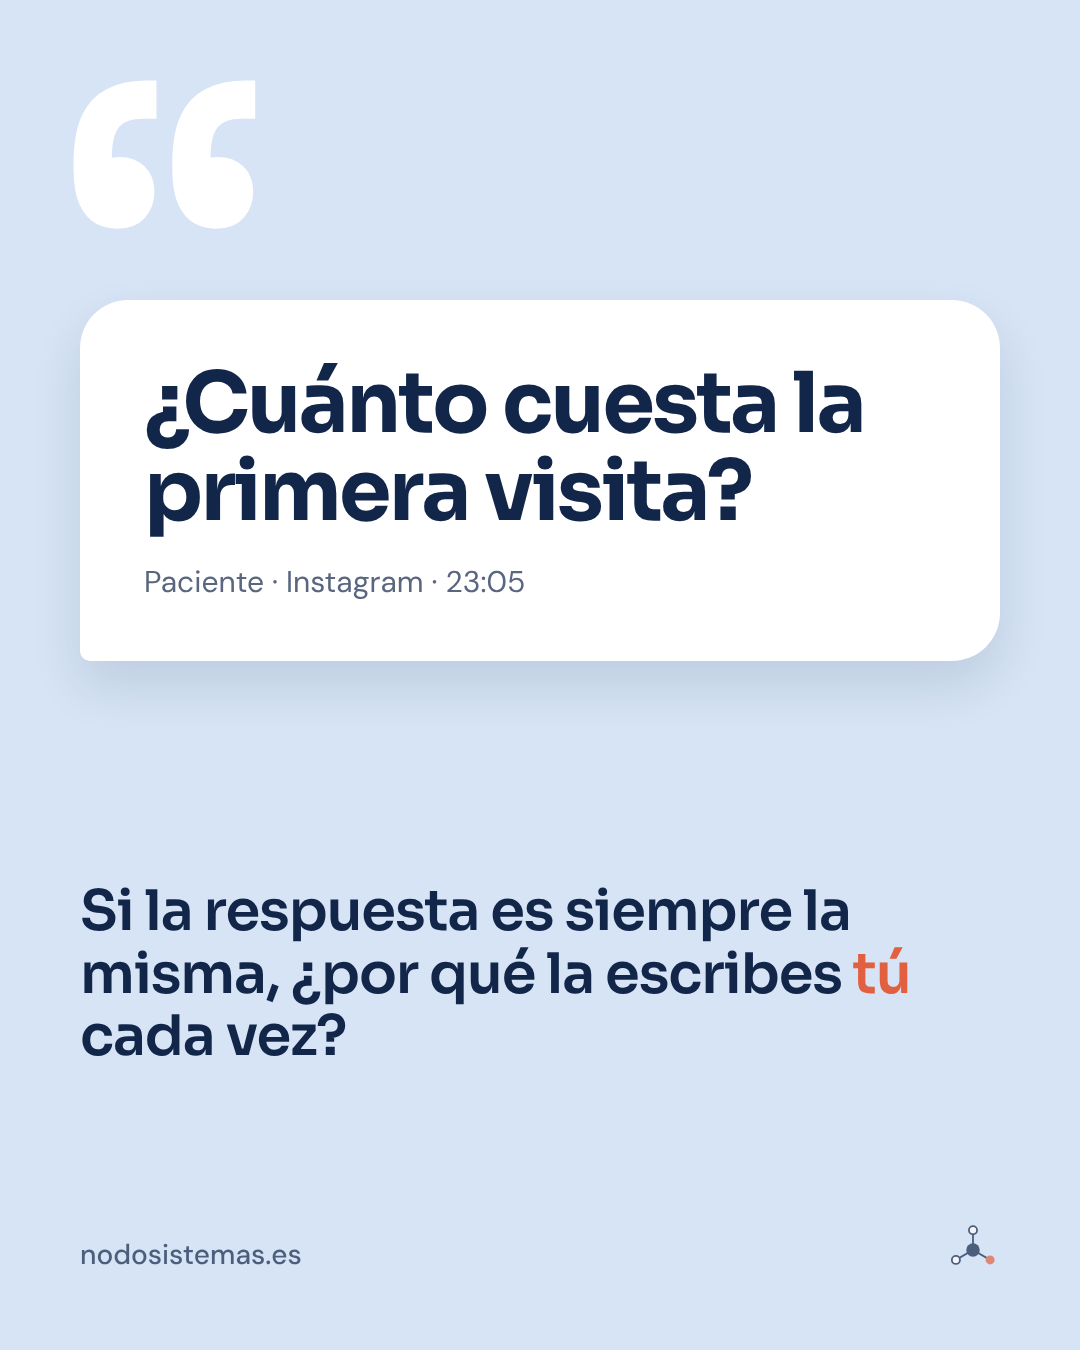 “
¿Cuánto cuesta la
primera visita?
Paciente · Instagram · 23:05
Si la respuesta es siempre la
misma, ¿por qué la escribes tú
cada vez?
nodosistemas.es